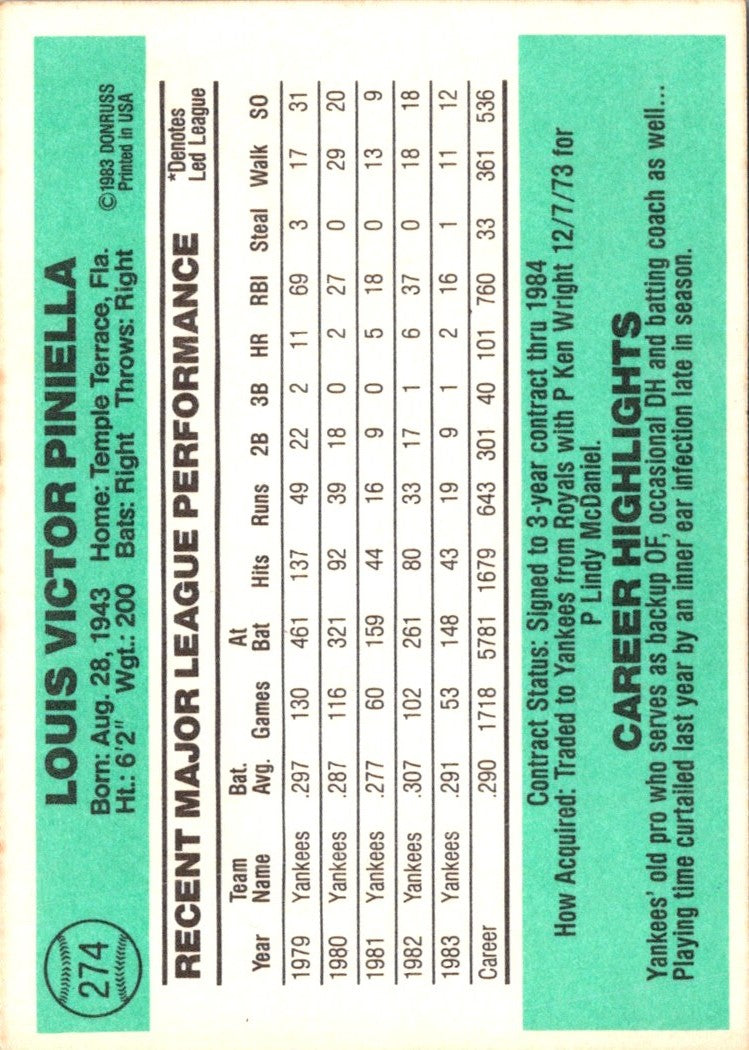 274
LOUIS VICTOR PINIELLA
Born: Aug. 28, 1943 Home: Temple Terrace, Fla.
Ht.: 6'2" Wgt.: 200 Bats: Right Throws: Right
©1983 DONRUSS
Printed in USA
RECENT MAJOR LEAGUE PERFORMANCE
*Denotes
Led League
Year Team Name Bat. Avg. Games At Bat Hits Runs 2B 3B HR RBI Steal Walk SO
1979 Yankees .297 130 461 137 49 22 2 11 69 3 17 31
1980 Yankees .287 116 321 92 39 18 0 2 27 0 29 20
1981 Yankees .277 60 159 44 16 9 0 5 18 0 13 9
1982 Yankees .307 102 261 80 33 17 1 6 37 0 18 18
1983 Yankees .291 53 148 43 19 9 1 2 16 1 11 12
Career .290 1718 5781 1679 643 301 40 101 760 33 361 536
Contract Status: Signed to 3-year contract thru 1984
How Acquired: Traded to Yankees from Royals with P Ken Wright 12/7/73 for
P Lindy McDaniel.
CAREER HIGHLIGHTS
Yankees' old pro who serves as backup OF, occasional DH and batting coach as well...
Playing time curtailed last year by an inner ear infection late in season.